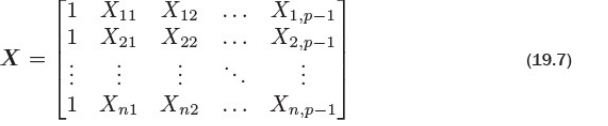 1 X₁₁ X₁₂ … X₁,ₚ₋₁
1 X₂₁ X₂₂ … X₂,ₚ₋₁
X = ⋮ ⋮ ⋮ ⋱ ⋮ (19.7)
1 Xₙ₁ Xₙ₂ … Xₙ,ₚ₋₁